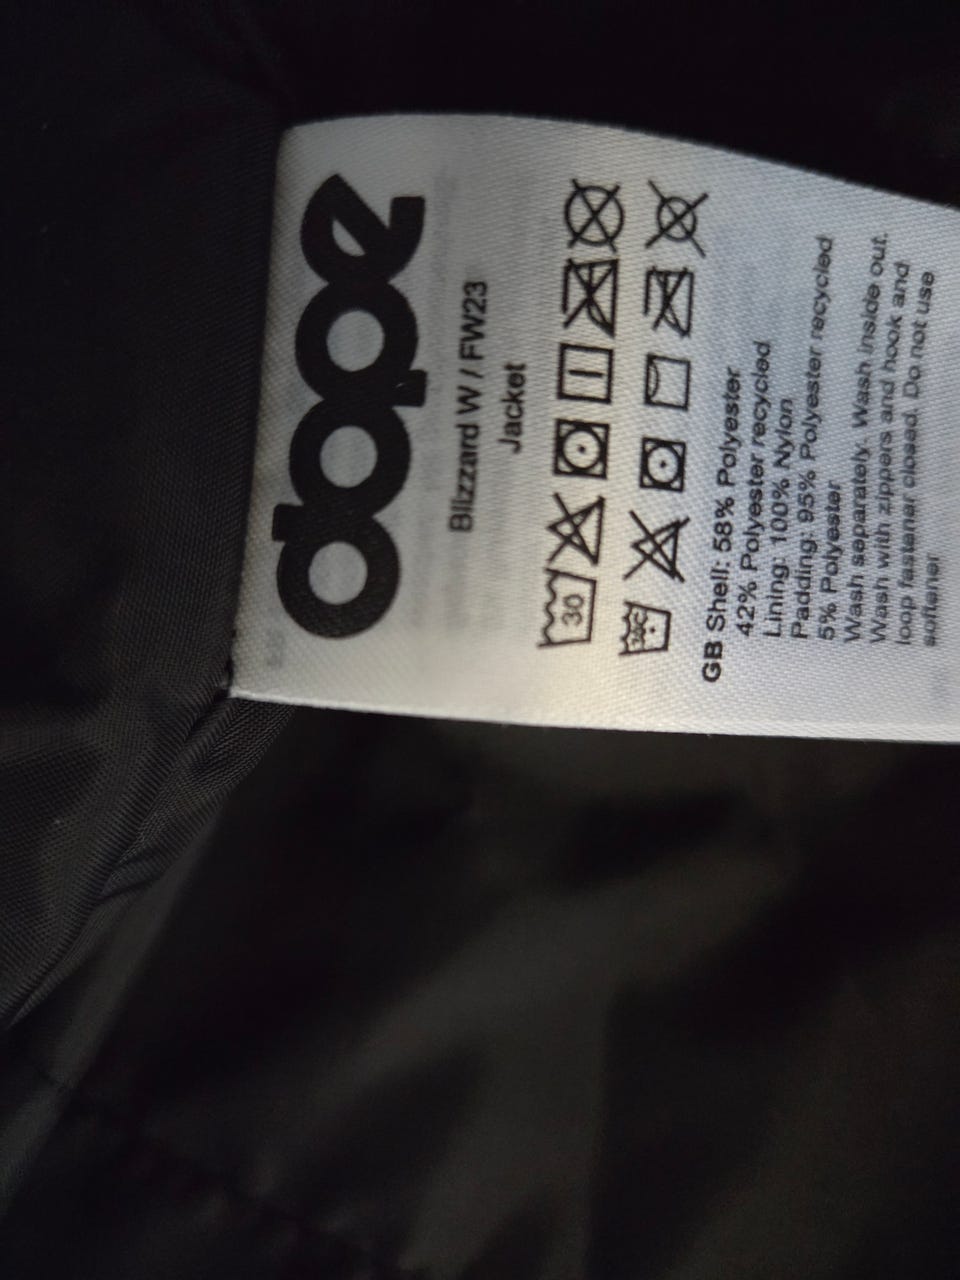 dope
Blizzard W / FW23
Jacket
30
30C
GB Shell: 58% Polyester
42% Polyester recycled
Lining: 100% Nylon
Padding: 95% Polyester recycled
5% Polyester
Wash separately. Wash inside out.
Wash with zippers and hook and
loop fastener closed. Do not use
softener